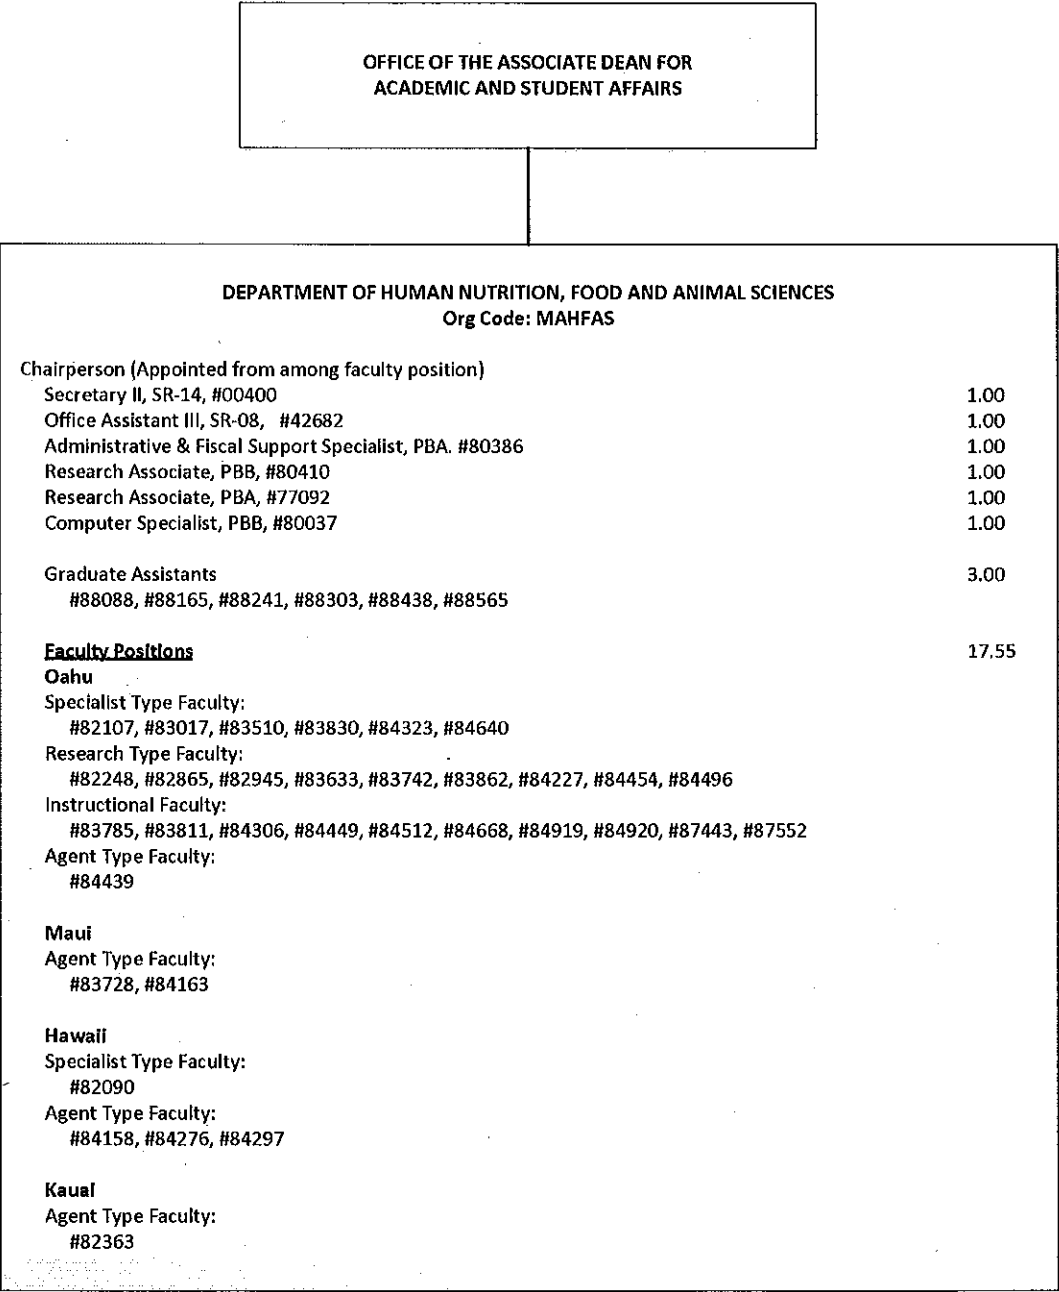 OFFICE OF THE ASSOCIATE DEAN FOR
ACADEMIC AND STUDENT AFFAIRS
DEPARTMENT OF HUMAN NUTRITION, FOOD AND ANIMAL SCIENCES
Org Code: MAHFAS
Chairperson (Appointed from among faculty position)
Secretary II, SR-14, #00400 1.00
Office Assistant III, SR-08, #42682 1.00
Administrative & Fiscal Support Specialist, PBA. #80386 1.00
Research Associate, PBB, #80410 1.00
Research Associate, PBA, #77092 1.00
Computer Specialist, PBB, #80037 1.00
Graduate Assistants 3.00
#88088, #88165, #88241, #88303, #88438, #88565
Faculty Positions 17.55
Oahu
Specialist Type Faculty:
#82107, #83017, #83510, #83830, #84323, #84640
Research Type Faculty:
#82248, #82865, #82945, #83633, #83742, #83862, #84227, #84454, #84496
Instructional Faculty:
#83785, #83811, #84306, #84449, #84512, #84668, #84919, #84920, #87443, #87552
Agent Type Faculty:
#84439
Maui
Agent Type Faculty:
#83728, #84163
Hawaii
Specialist Type Faculty:
#82090
Agent Type Faculty:
#84158, #84276, #84297
Kauai
Agent Type Faculty:
#82363